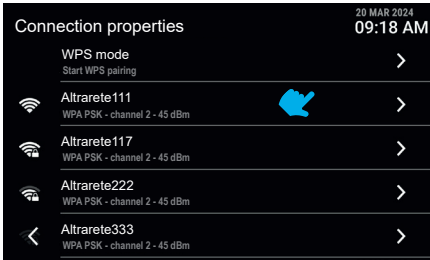 Connection properties
20 MAR 2024
09:18 AM
WPS mode
Start WPS pairing
Altrarete111
WPA PSK - channel 2 - 45 dBm
Altrarete117
WPA PSK - channel 2 - 45 dBm
Altrarete222
WPA PSK - channel 2 - 45 dBm
Altrarete333
WPA PSK - channel 2 - 45 dBm